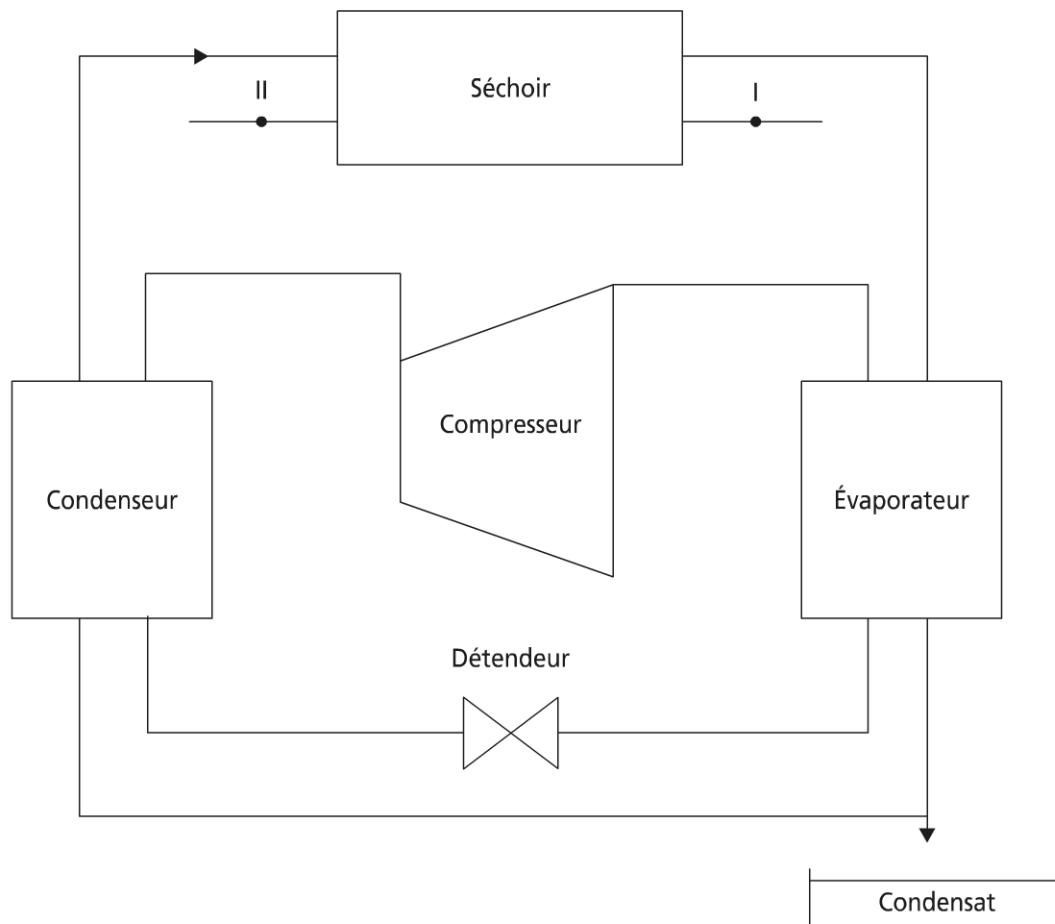 Séchoir
II
I
Compresseur
Condenseur
Évaporateur
Détendeur
Condensat